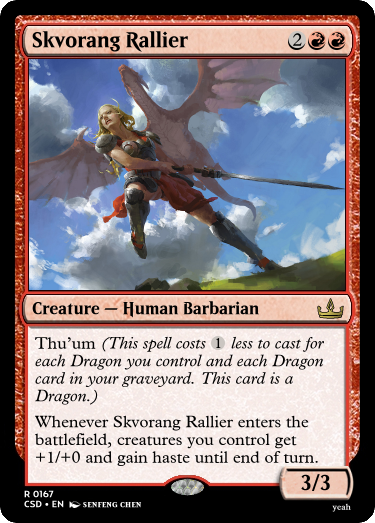 Skvorang Rallier 2
Creature — Human Barbarian
Thu'um (This spell costs 1 less to cast for
each Dragon you control and each Dragon
card in your graveyard. This card is a
Dragon.)
Whenever Skvorang Rallier enters the
battlefield, creatures you control get
+1/+0 and gain haste until end of turn.
3/3
R 0167
CSD • EN SENFENG CHEN
yeah